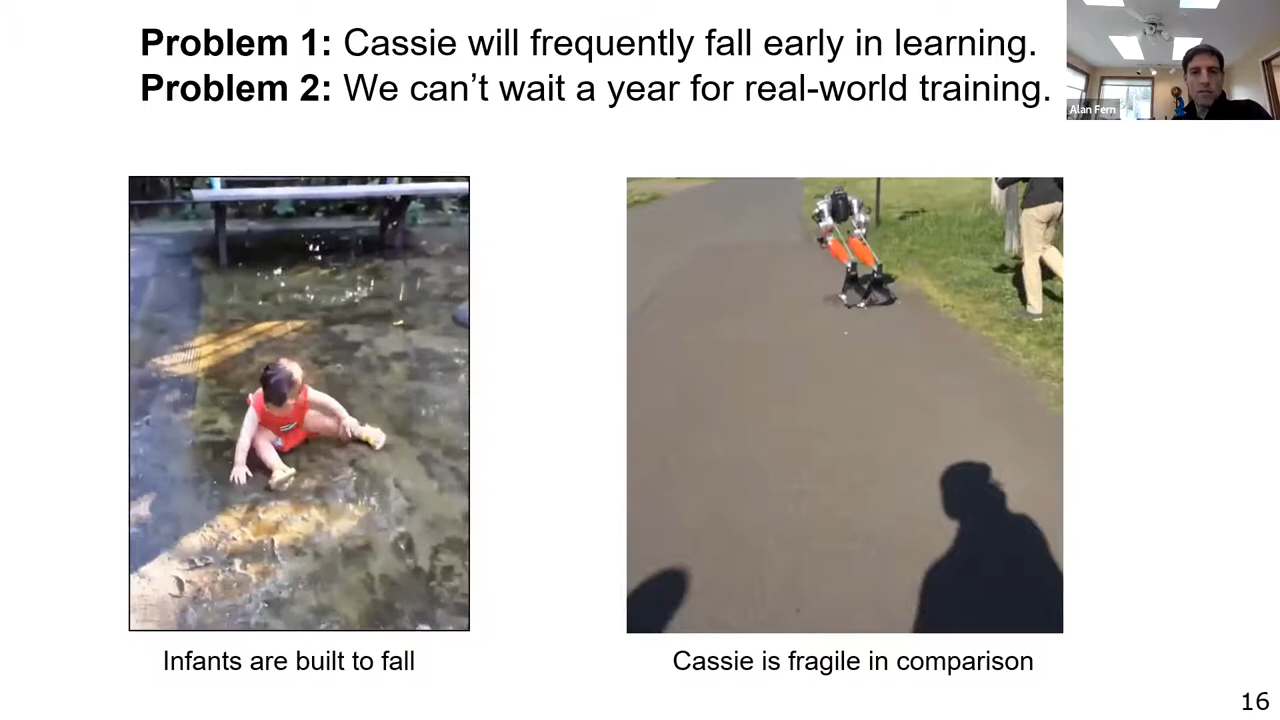 Problem 1: Cassie will frequently fall early in learning.
Problem 2: We can't wait a year for real-world training.
Alan Fern
Infants are built to fall
Cassie is fragile in comparison
16